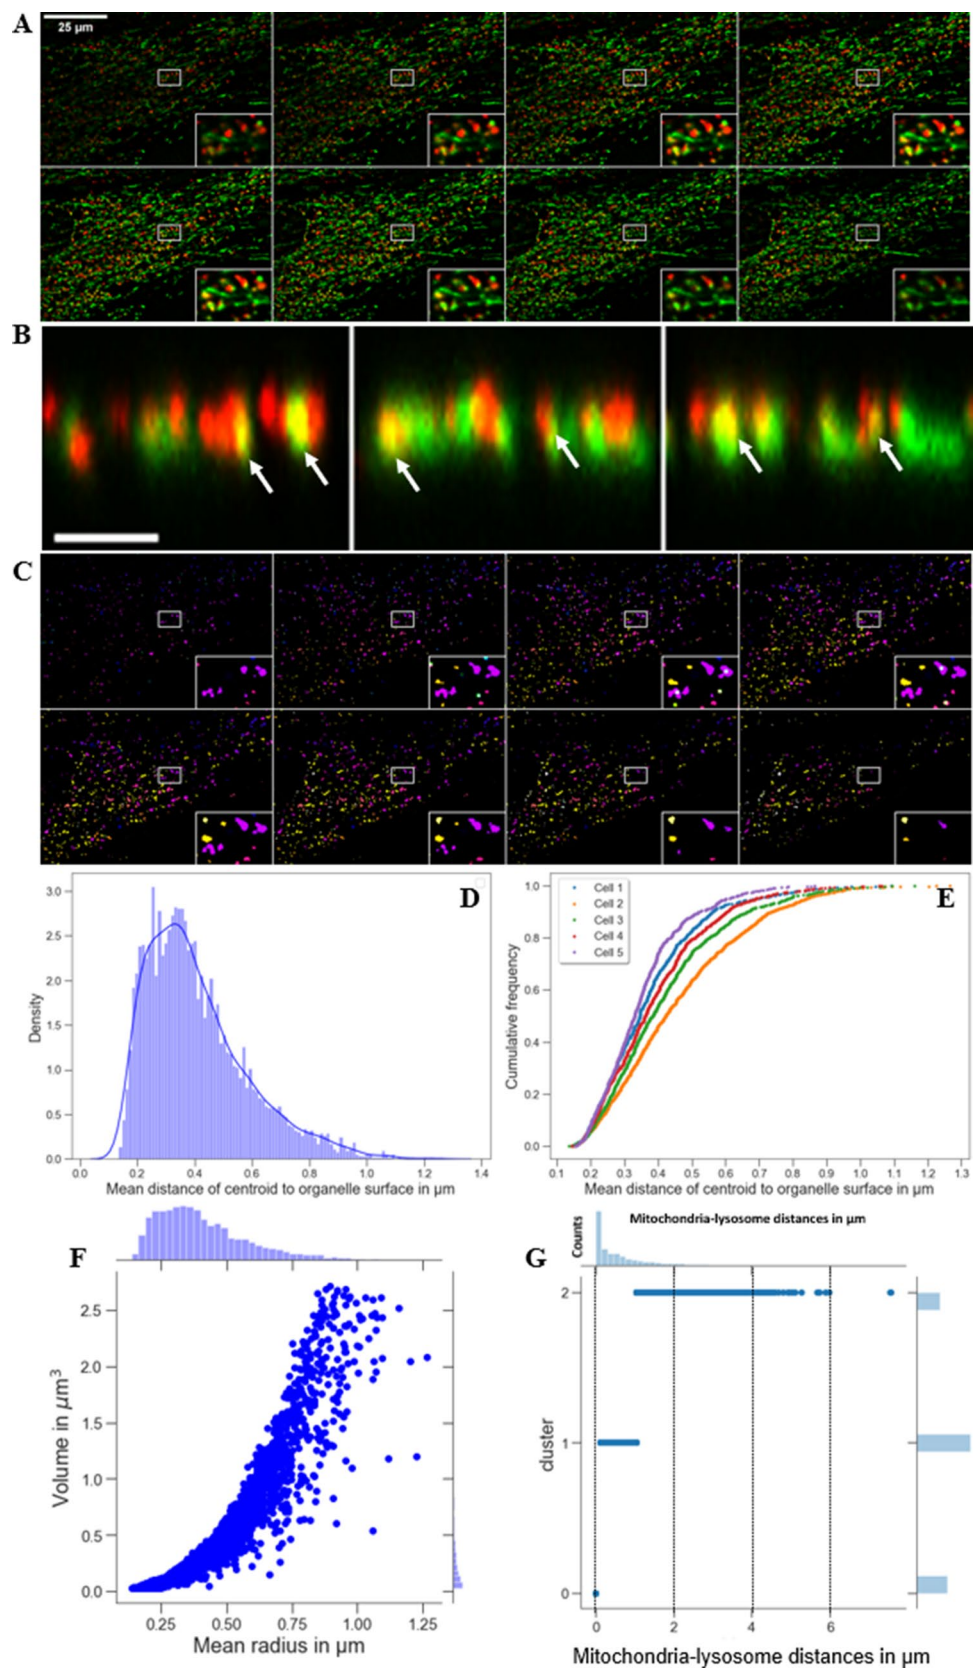 A
25 µm
B
C
D
3.0
2.5
2.0
1.5
1.0
0.5
0.0
Density
0.0 0.2 0.4 0.6 0.8 1.0 1.2 1.4
Mean distance of centroid to organelle surface in µm
E
Cell 1
Cell 2
Cell 3
Cell 4
Cell 5
1.0
0.8
0.6
0.4
0.2
0.0
Cumulative frequency
0.1 0.2 0.3 0.4 0.5 0.6 0.7 0.8 0.9 1.0 1.1 1.2 1.3
Mean distance of centroid to organelle surface in µm
F
2.5
2.0
1.5
1.0
0.5
0.0
Volume in µm³
0.25 0.50 0.75 1.00 1.25
Mean radius in µm
G
Counts
Mitochondria-lysosome distances in µm
2
1
0
cluster
0 2 4 6
Mitochondria-lysosome distances in µm